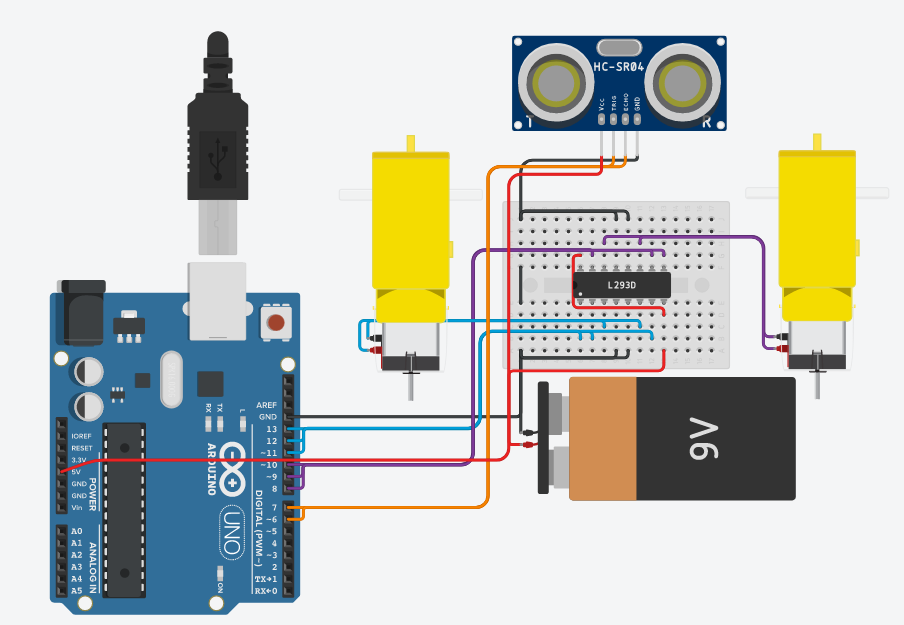 HC-SR04
VCC
TRIG
ECHO
GND
T
R
L293D
9V
AREF
GND
13
12
~11
~10
~9
8
7
~6
~5
4
~3
2
TX→1
RX←0
IOREF
RESET
3.3V
5V
GND
GND
Vin
A0
A1
A2
A3
A4
A5
POWER
ANALOG IN
RX
TX
L
ARDUINO
UNO
DIGITAL (PWM~)
ON